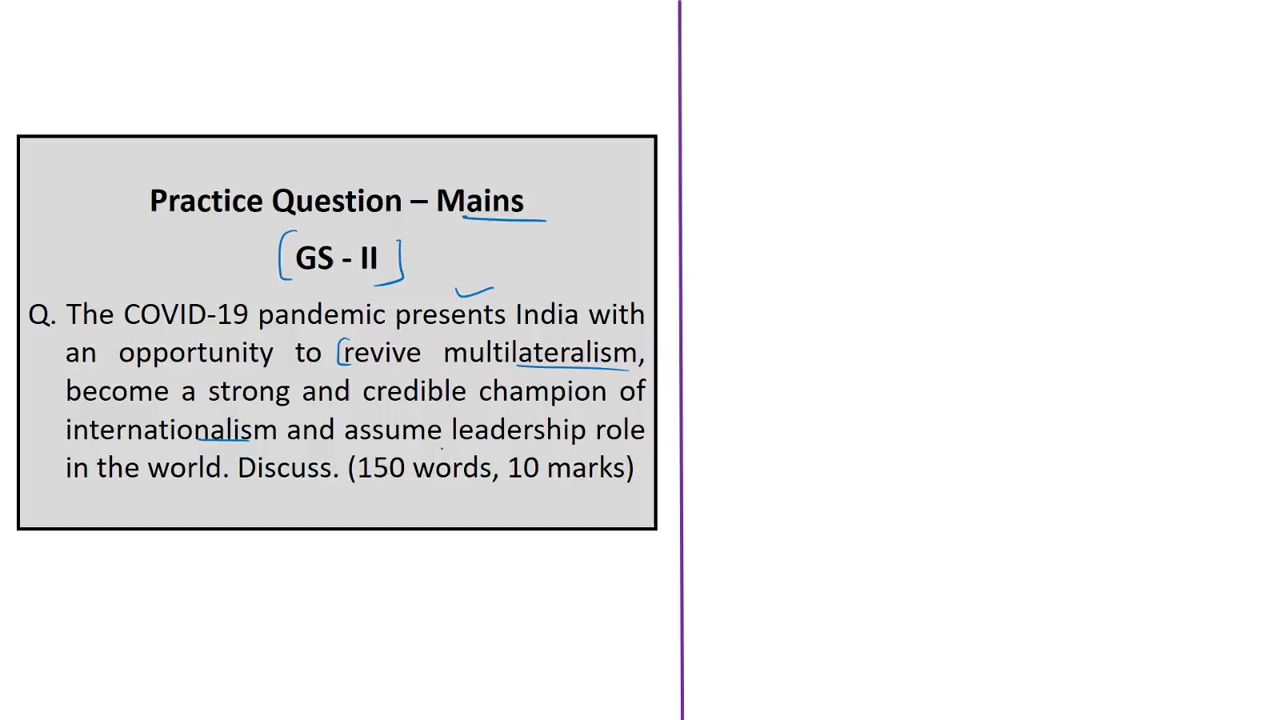 Practice Question – Mains
GS - II
Q. The COVID-19 pandemic presents India with
an opportunity to revive multilateralism,
become a strong and credible champion of
internationalism and assume leadership role
in the world. Discuss. (150 words, 10 marks)